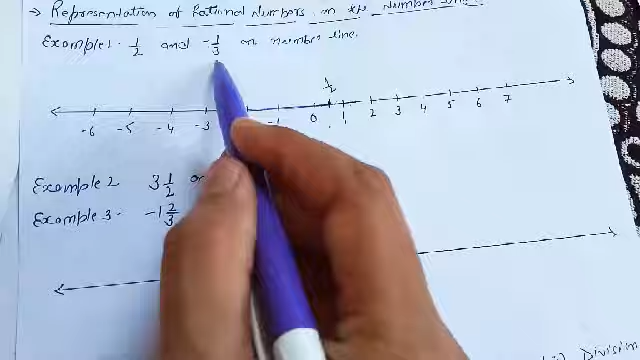 → Representation of Rational Numbers on the Number line
Example 1. 1/2 and -1/3 on number line.
1/2
-6 -5 -4 -3 -1 0 1 2 3 4 5 6 7
Example 2 3 1/2
Example 3. -1 2/3
Division